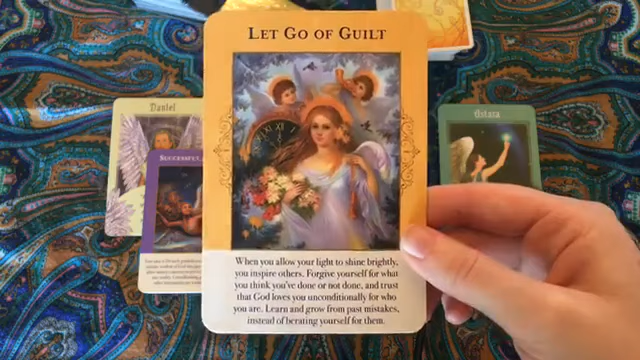 LET GO OF GUILT
When you allow your light to shine brightly,
you inspire others. Forgive yourself for what
you think you've done or not done, and trust
that God loves you unconditionally for who
you are. Learn and grow from past mistakes,
instead of berating yourself for them.
Daniel
SUCCESSFUL